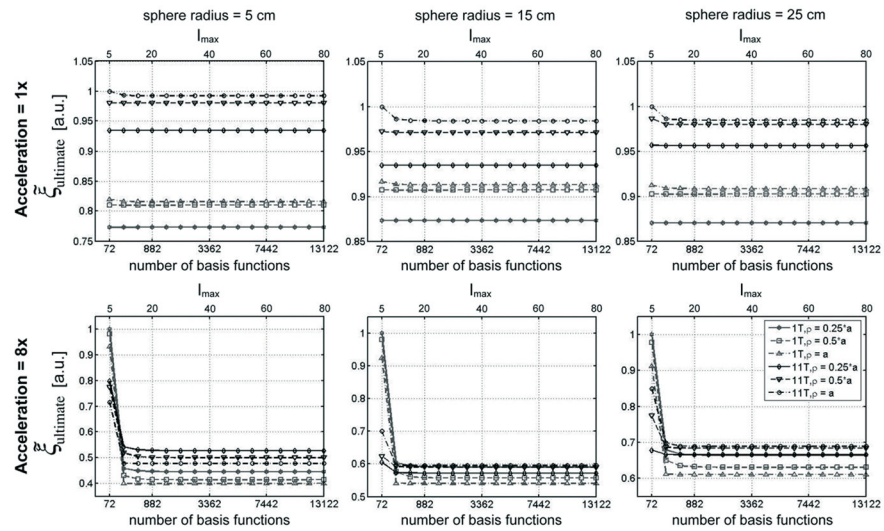 sphere radius = 5 cm
sphere radius = 15 cm
sphere radius = 25 cm
lmax
lmax
lmax
5 20 40 60 80
5 20 40 60 80
5 20 40 60 80
Acceleration = 1x
ξ̃ultimate [a.u.]
1.05
1
0.95
0.9
0.85
0.8
0.75
1.05
1
0.95
0.9
0.85
1.05
1
0.95
0.9
0.85
72 882 3362 7442 13122
72 882 3362 7442 13122
72 882 3362 7442 13122
number of basis functions
number of basis functions
number of basis functions
lmax
lmax
lmax
5 20 40 60 80
5 20 40 60 80
5 20 40 60 80
Acceleration = 8x
ξ̃ultimate [a.u.]
1
0.9
0.8
0.7
0.6
0.5
0.4
1
0.9
0.8
0.7
0.6
0.5
1
0.9
0.8
0.7
0.6
1T,ρ = 0.25*a
1T,ρ = 0.5*a
1T,ρ = a
11T,ρ = 0.25*a
11T,ρ = 0.5*a
11T,ρ = a
72 882 3362 7442 13122
72 882 3362 7442 13122
72 882 3362 7442 13122
number of basis functions
number of basis functions
number of basis functions